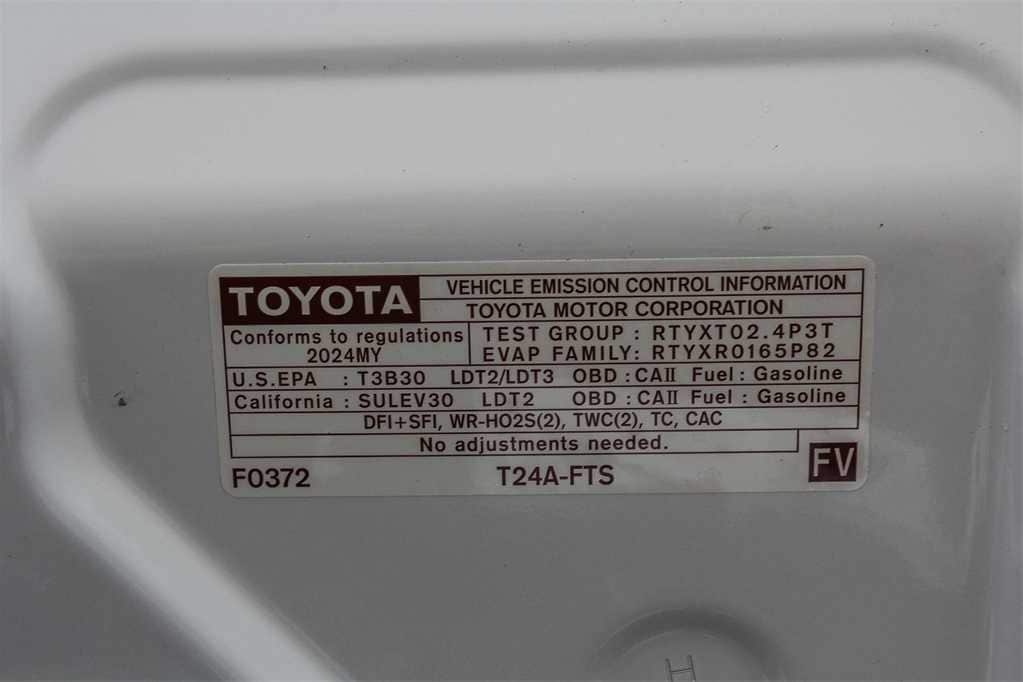 TOYOTA
VEHICLE EMISSION CONTROL INFORMATION
TOYOTA MOTOR CORPORATION
Conforms to regulations
2024MY
TEST GROUP : RTYXT02.4P3T
EVAP FAMILY: RTYXR0165P82
U.S.EPA : T3B30 LDT2/LDT3 OBD : CAII Fuel : Gasoline
California : SULEV30 LDT2 OBD : CAII Fuel : Gasoline
DFI+SFI, WR-HO2S(2), TWC(2), TC, CAC
No adjustments needed.
F0372 T24A-FTS FV